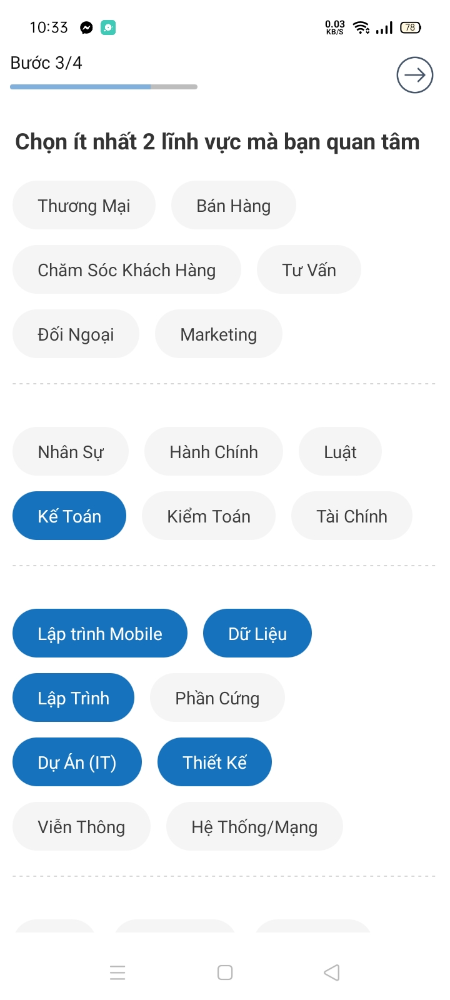 10:33
0.03
KB/S
78
Bước 3/4
Chọn ít nhất 2 lĩnh vực mà bạn quan tâm
Thương Mại Bán Hàng
Chăm Sóc Khách Hàng Tư Vấn
Đối Ngoại Marketing
Nhân Sự Hành Chính Luật
Kế Toán Kiểm Toán Tài Chính
Lập trình Mobile Dữ Liệu
Lập Trình Phần Cứng
Dự Án (IT) Thiết Kế
Viễn Thông Hệ Thống/Mạng